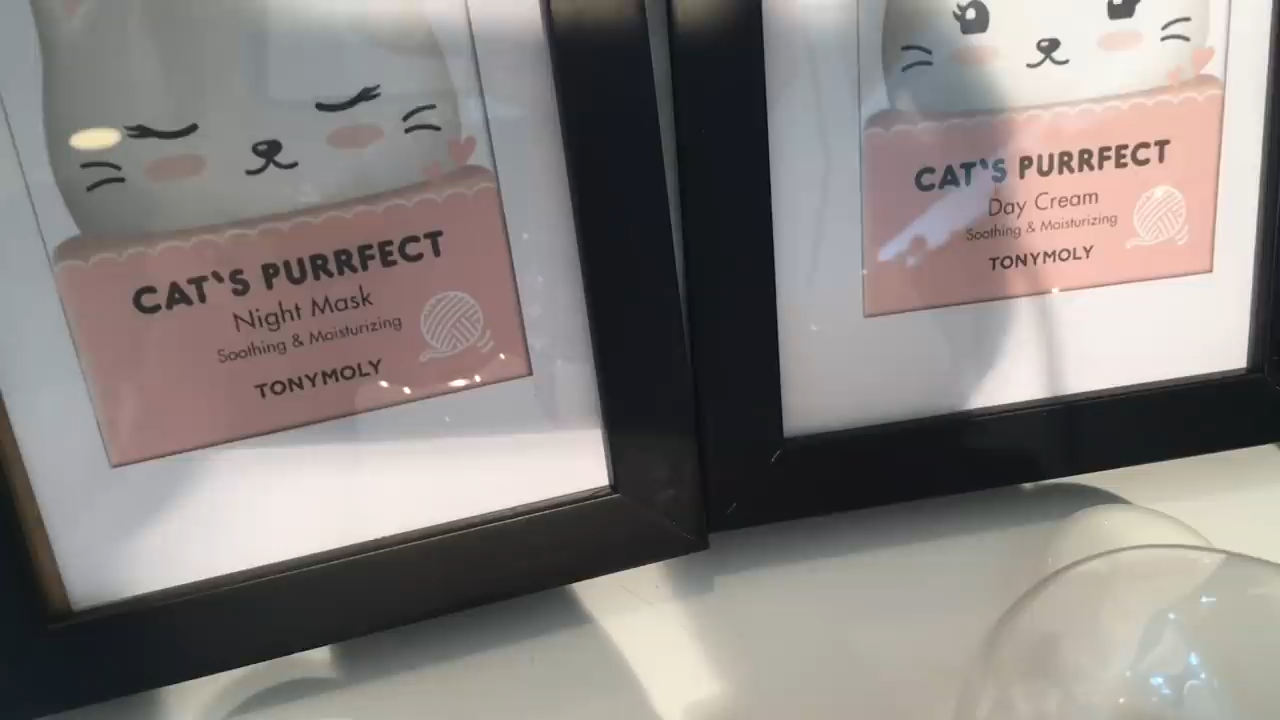 CAT'S PURRFECT
Night Mask
Soothing & Moisturizing
TONYMOLY
CAT'S PURRFECT
Day Cream
Soothing & Moisturizing
TONYMOLY